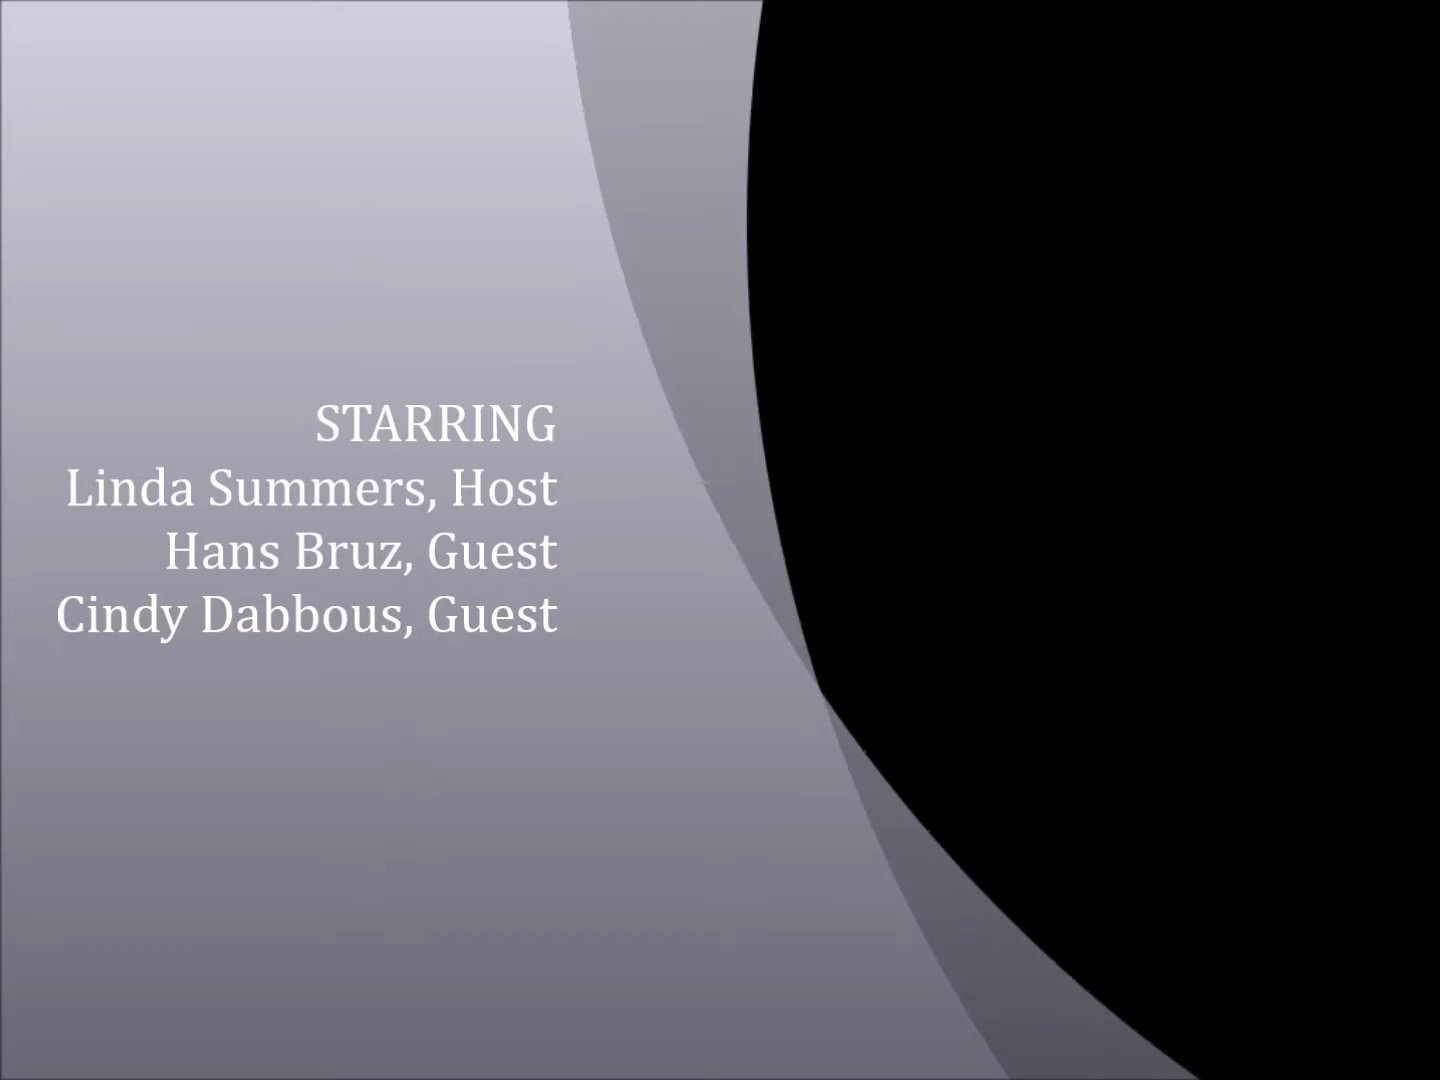 STARRING
Linda Summers, Host
Hans Bruz, Guest
Cindy Dabbous, Guest